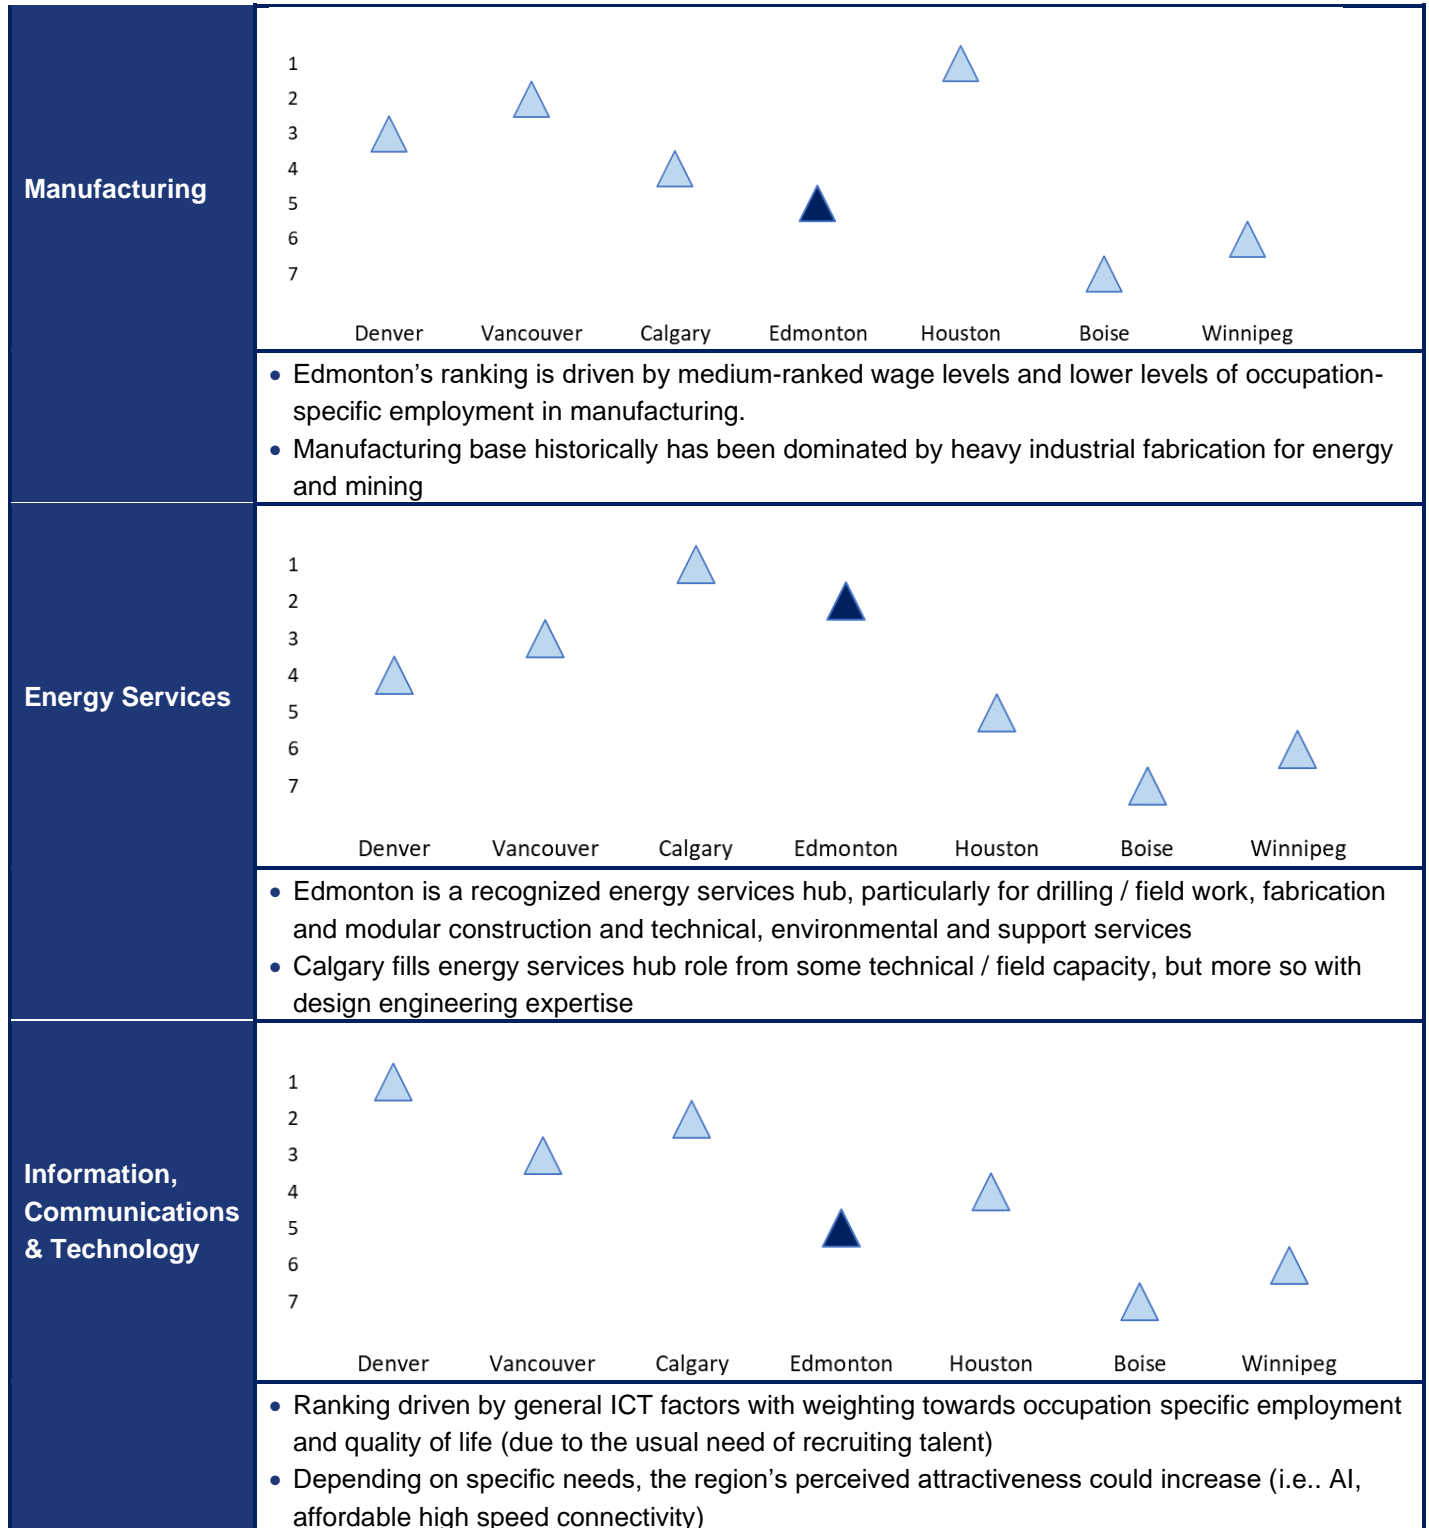 Manufacturing
1
2
3
4
5
6
7
Denver Vancouver Calgary Edmonton Houston Boise Winnipeg
• Edmonton's ranking is driven by medium-ranked wage levels and lower levels of occupation-
specific employment in manufacturing.
• Manufacturing base historically has been dominated by heavy industrial fabrication for energy
and mining
Energy Services
1
2
3
4
5
6
7
Denver Vancouver Calgary Edmonton Houston Boise Winnipeg
• Edmonton is a recognized energy services hub, particularly for drilling / field work, fabrication
and modular construction and technical, environmental and support services
• Calgary fills energy services hub role from some technical / field capacity, but more so with
design engineering expertise
Information,
Communications
& Technology
1
2
3
4
5
6
7
Denver Vancouver Calgary Edmonton Houston Boise Winnipeg
• Ranking driven by general ICT factors with weighting towards occupation specific employment
and quality of life (due to the usual need of recruiting talent)
• Depending on specific needs, the region's perceived attractiveness could increase (i.e.. AI,
affordable high speed connectivity)